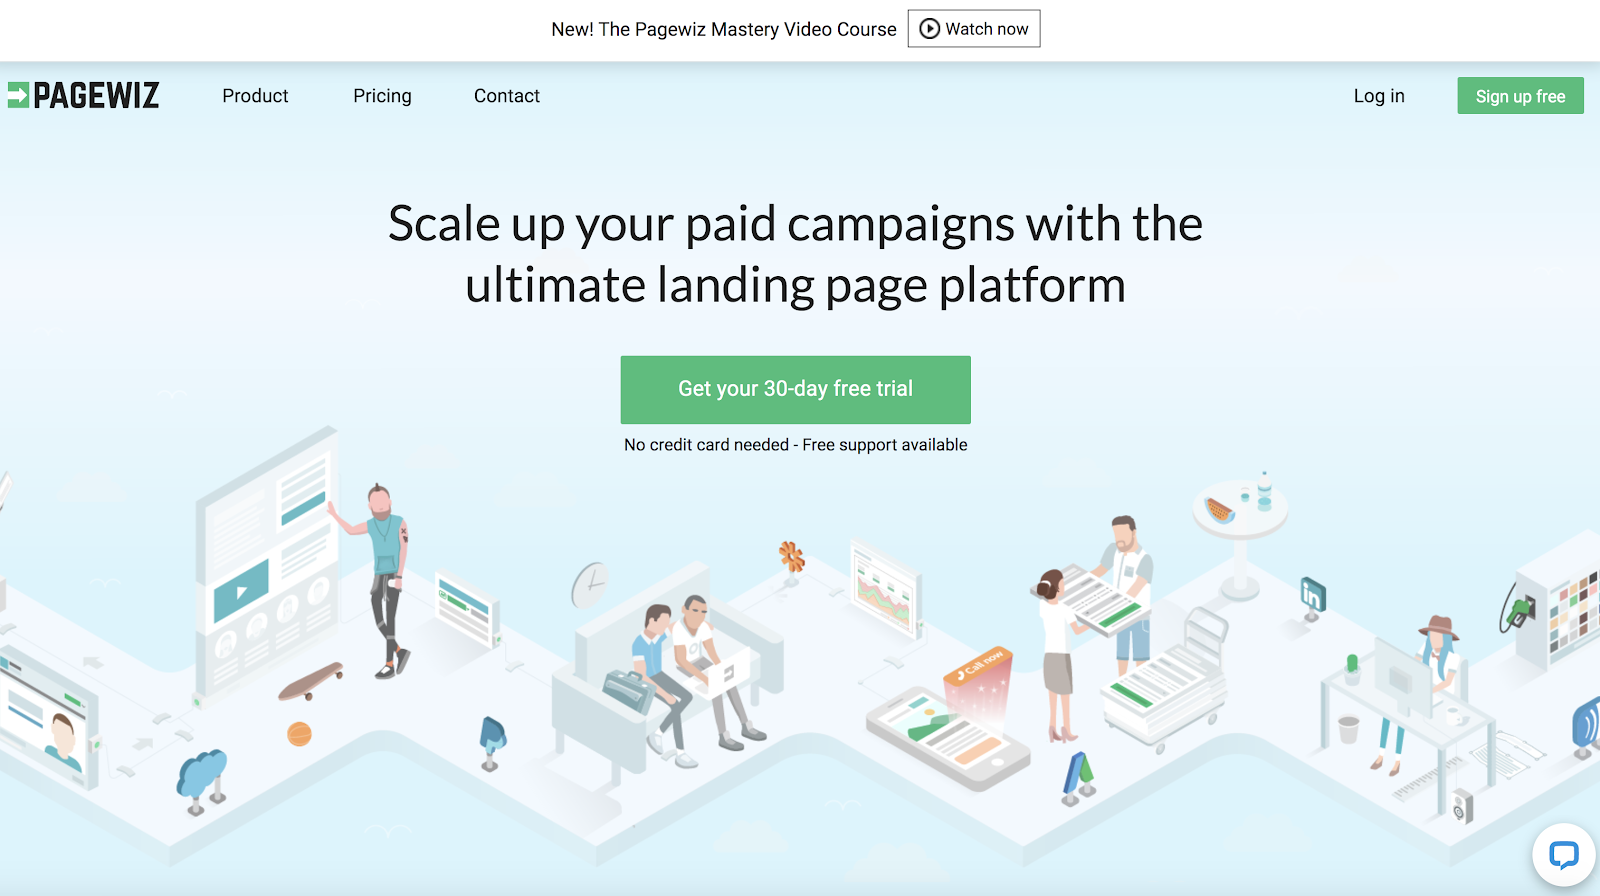 New! The Pagewiz Mastery Video Course Watch now
PAGEWIZ Product Pricing Contact Log in Sign up free
Scale up your paid campaigns with the
ultimate landing page platform
Get your 30-day free trial
No credit card needed - Free support available
in
Call now